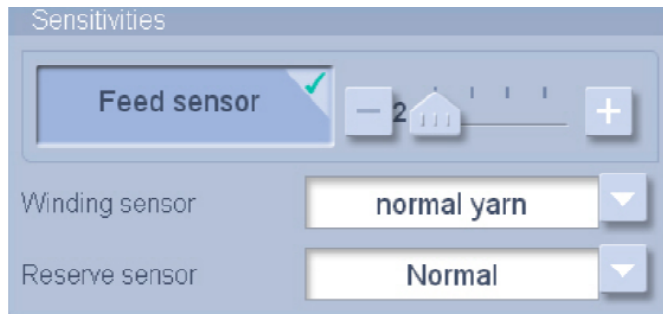 Sensitivities
Feed sensor
2
Winding sensor normal yarn
Reserve sensor Normal